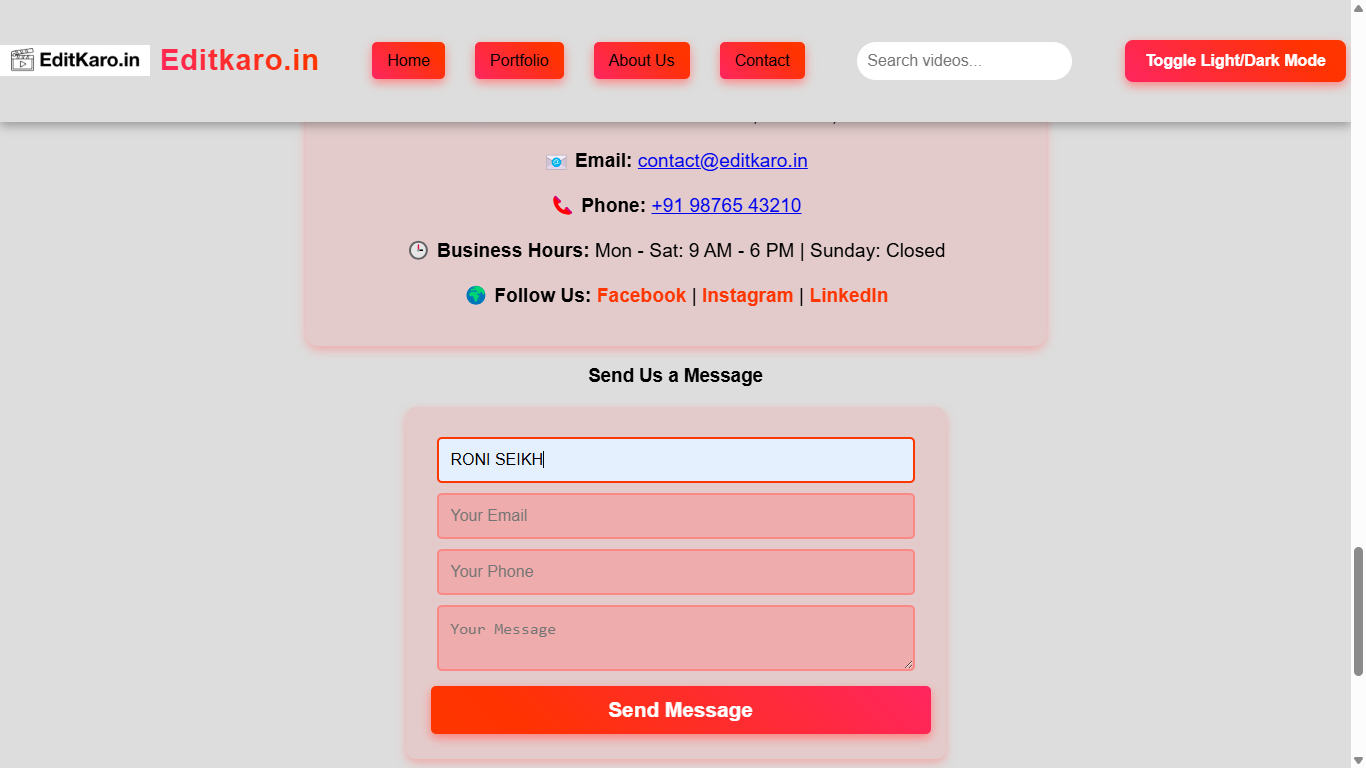 EditKaro.in Editkaro.in Home Portfolio About Us Contact Search videos... Toggle Light/Dark Mode
Email: contact@editkaro.in
Phone: +91 98765 43210
Business Hours: Mon - Sat: 9 AM - 6 PM | Sunday: Closed
Follow Us: Facebook | Instagram | LinkedIn
Send Us a Message
RONI SEIKH
Your Email
Your Phone
Your Message
Send Message